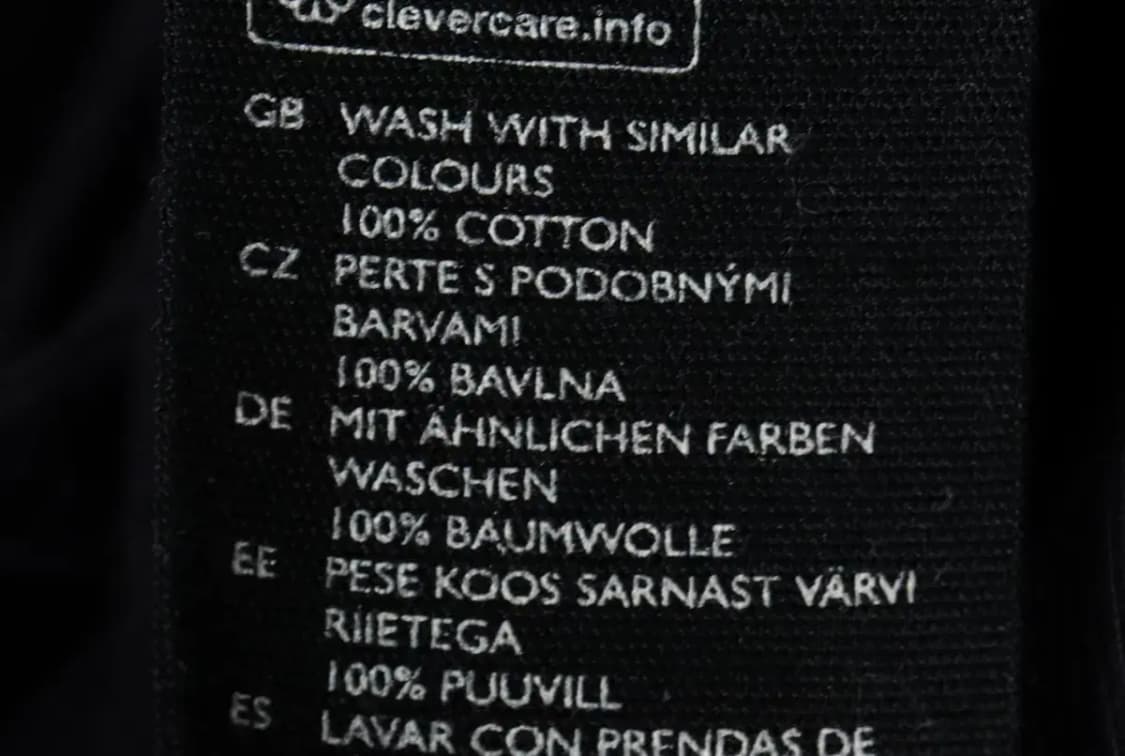 clevercare.info
GB WASH WITH SIMILAR
COLOURS
100% COTTON
CZ PERTE S PODOBNÝMI
BARVAMI
100% BAVLNA
DE MIT ÄHNLICHEN FARBEN
WASCHEN
100% BAUMWOLLE
EE PESE KOOS SARNAST VÄRVI
RIIETEGA
100% PUUVILL
ES LAVAR CON PRENDAS DE